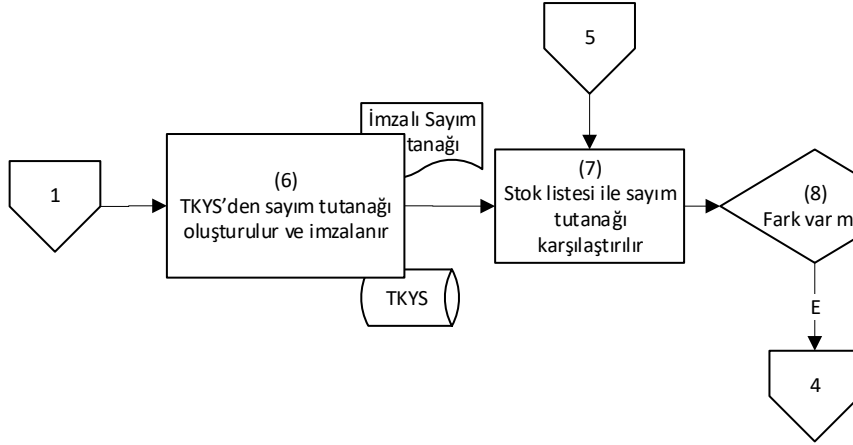 5
İmzalı Sayım
tanağı
1
(6)
TKYS’den sayım tutanağı
oluşturulur ve imzalanır
TKYS
(7)
Stok listesi ile sayım
tutanağı
karşılaştırılır
(8)
Fark var m
E
4